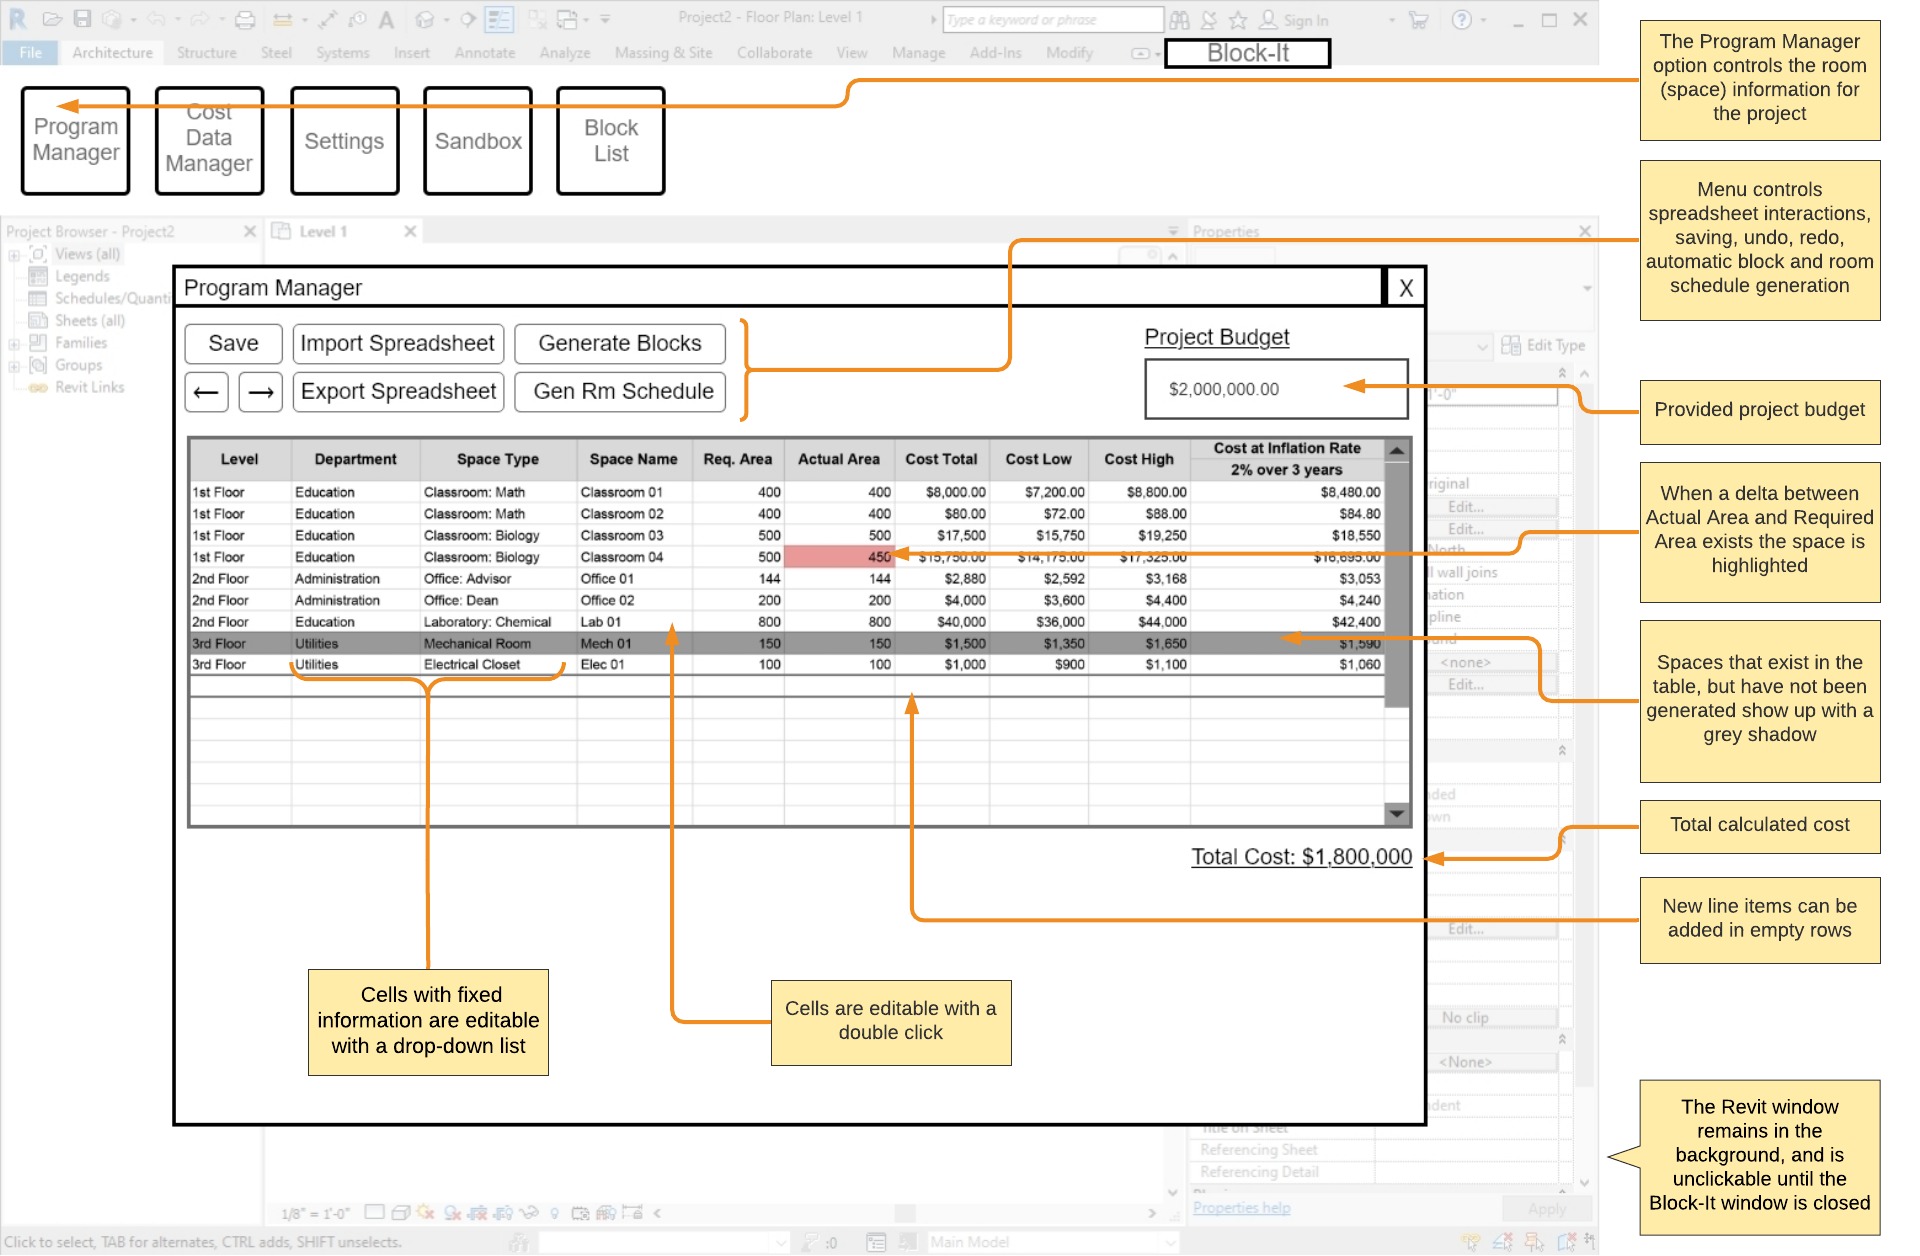 Project2 - Floor Plan: Level 1
Type a keyword or phrase
Sign In
File Architecture Structure Steel Systems Insert Annotate Analyze Massing & Site Collaborate View Manage Add-Ins Modify
Block-It
Program
Manager
Cost
Data
Manager
Settings
Sandbox
Block
List
The Program Manager
option controls the room
(space) information for
the project
Menu controls
spreadsheet interactions,
saving, undo, redo,
automatic block and room
schedule generation
Project Browser - Project2
Views (all)
Legends
Schedules/Quanti
Sheets (all)
Families
Groups
Revit Links
Level 1
Properties
Edit Type
Program Manager
X
Save Import Spreadsheet Generate Blocks
← → Export Spreadsheet Gen Rm Schedule
Project Budget
$2,000,000.00
Provided project budget
Level Department Space Type Space Name Req. Area Actual Area Cost Total Cost Low Cost High Cost at Inflation Rate
2% over 3 years
1st Floor Education Classroom: Math Classroom 01 400 400 $8,000.00 $7,200.00 $8,800.00 $8,480.00
1st Floor Education Classroom: Math Classroom 02 400 400 $80.00 $72.00 $88.00 $84.80
1st Floor Education Classroom: Biology Classroom 03 500 500 $17,500 $15,750 $19,250 $18,550
1st Floor Education Classroom: Biology Classroom 04 500 450 $15,750.00 $14,175.00 $17,325.00 $16,695.00
2nd Floor Administration Office: Advisor Office 01 144 144 $2,880 $2,592 $3,168 $3,053
2nd Floor Administration Office: Dean Office 02 200 200 $4,000 $3,600 $4,400 $4,240
2nd Floor Education Laboratory: Chemical Lab 01 800 800 $40,000 $36,000 $44,000 $42,400
3rd Floor Utilities Mechanical Room Mech 01 150 150 $1,500 $1,350 $1,650 $1,590
3rd Floor Utilities Electrical Closet Elec 01 100 100 $1,000 $900 $1,100 $1,060
Total Cost: $1,800,000
When a delta between
Actual Area and Required
Area exists the space is
highlighted
Spaces that exist in the
table, but have not been
generated show up with a
grey shadow
Total calculated cost
New line items can be
added in empty rows
Cells with fixed
information are editable
with a drop-down list
Cells are editable with a
double click
1'-0"
riginal
Edit...
Edit...
North
ll wall joins
nation
ipline
<none>
Edit...
nded
own
Edit...
No clip
<None>
ndent
Title on Sheet
Referencing Sheet
Referencing Detail
Properties help
Apply
The Revit window
remains in the
background, and is
unclickable until the
Block-It window is closed
1/8" = 1'-0"
Click to select, TAB for alternates, CTRL adds, SHIFT unselects.
:0
Main Model